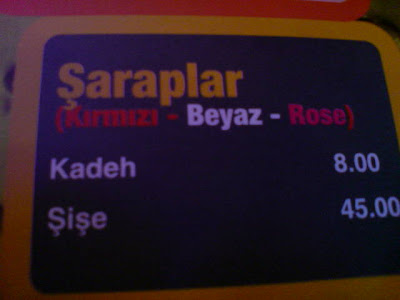 Şaraplar
(Kırmızı - Beyaz - Rose)
Kadeh 8.00
Şişe 45.00